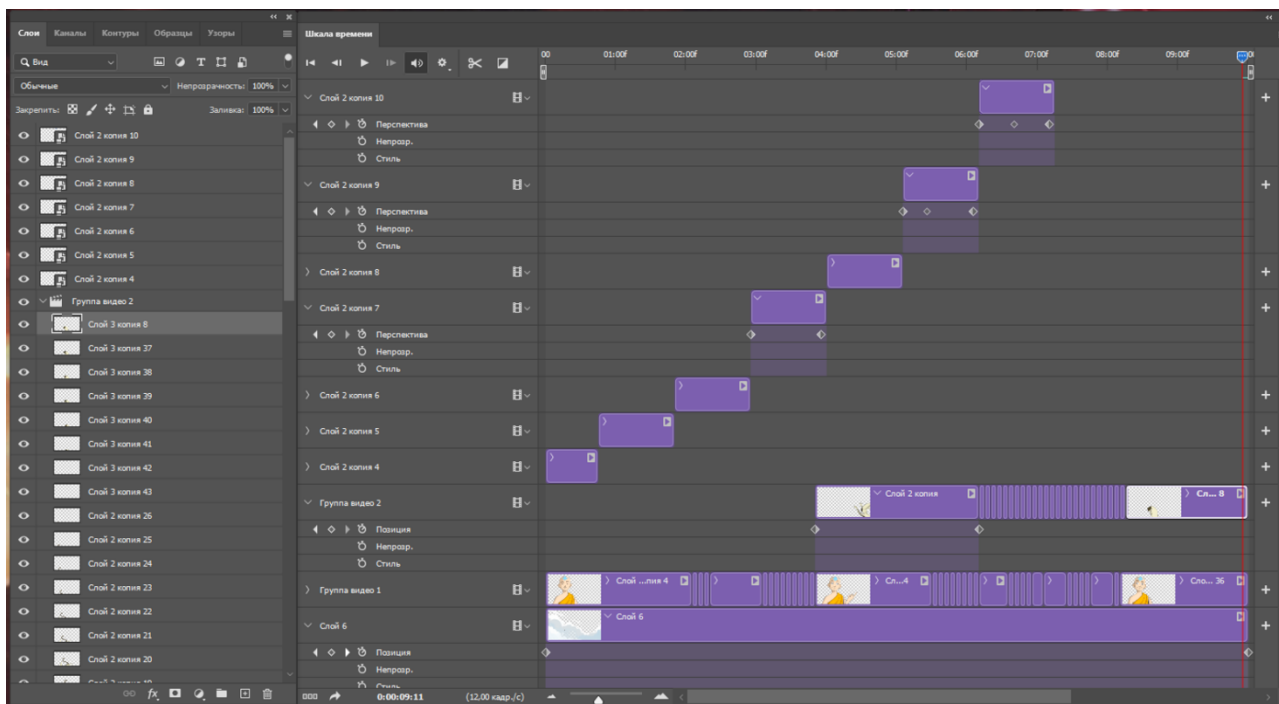 Слои Каналы Контуры Образцы Узоры
Вид
Обычные Непрозрачность: 100%
Закрепить: Заливка: 100%
Слой 2 копия 10
Слой 2 копия 9
Слой 2 копия 8
Слой 2 копия 7
Слой 2 копия 6
Слой 2 копия 5
Слой 2 копия 4
Группа видео 2
Слой 3 копия 8
Слой 3 копия 37
Слой 3 копия 38
Слой 3 копия 39
Слой 3 копия 40
Слой 3 копия 41
Слой 3 копия 42
Слой 3 копия 43
Слой 2 копия 26
Слой 2 копия 25
Слой 2 копия 24
Слой 2 копия 23
Слой 2 копия 22
Слой 2 копия 21
Слой 2 копия 20
fx
Шкала времени
00 01:00f 02:00f 03:00f 04:00f 05:00f 06:00f 07:00f 08:00f 09:00f
Слой 2 копия 10
Перспектива
Непрозр.
Стиль
Слой 2 копия 9
Перспектива
Непрозр.
Стиль
Слой 2 копия 8
Слой 2 копия 7
Перспектива
Непрозр.
Стиль
Слой 2 копия 6
Слой 2 копия 5
Слой 2 копия 4
Группа видео 2 Слой 2 копия Сл... 8
Позиция
Непрозр.
Стиль
Группа видео 1 Слой ...пия 4 Сл...4 Сло... 36
Слой 6 Слой 6
Позиция
Непрозр.
Стиль
0:00:09:11 (12,00 кадр./с)